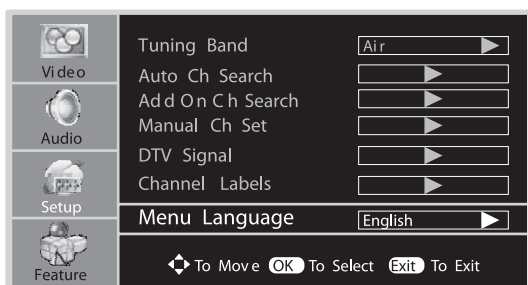 Video
Audio
Setup
Feature
Tuning Band Air
Auto Ch Search
Add On Ch Search
Manual Ch Set
DTV Signal
Channel Labels
Menu Language English
To Move OK To Select Exit To Exit